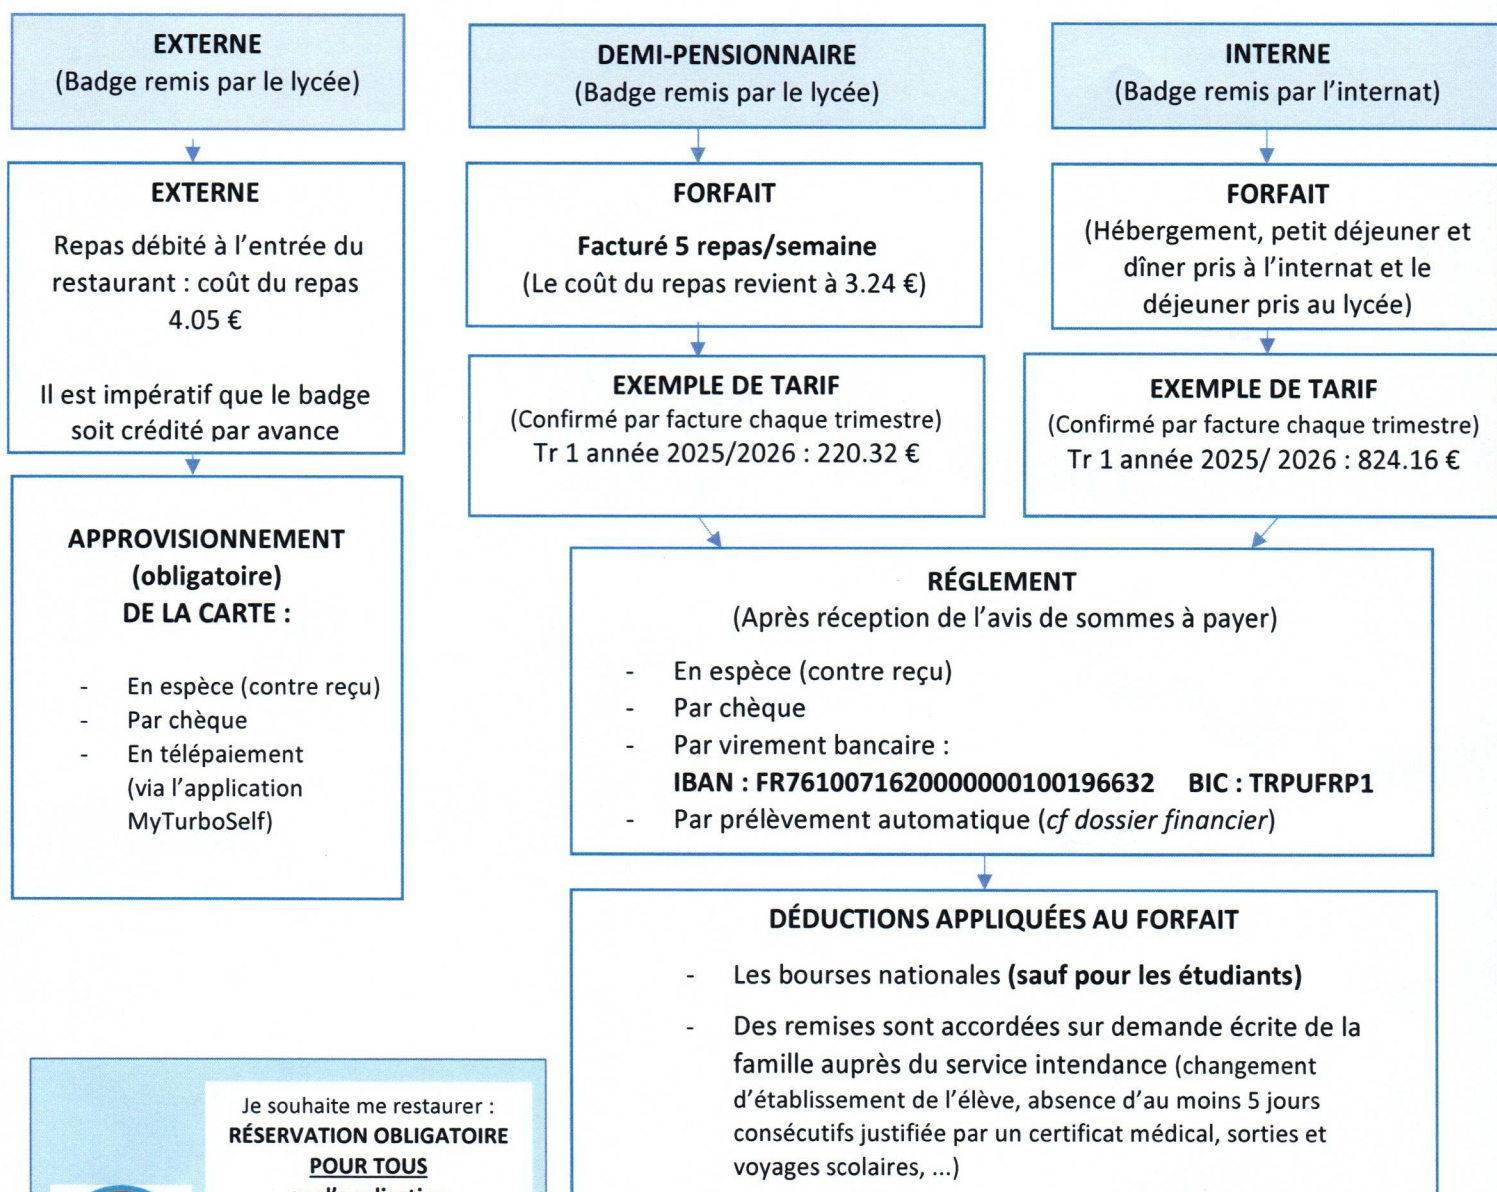 EXTERNE
(Badge remis par le lycée)
EXTERNE
Repas débité à l'entrée du
restaurant : coût du repas
4.05 €
Il est impératif que le badge
soit crédité par avance
APPROVISIONNEMENT
(obligatoire)
DE LA CARTE :
- En espèce (contre reçu)
- Par chèque
- En télépaiement
(via l'application
MyTurboSelf)
DEMI-PENSIONNAIRE
(Badge remis par le lycée)
FORFAIT
Facturé 5 repas/semaine
(Le coût du repas revient à 3.24 €)
EXEMPLE DE TARIF
(Confirmé par facture chaque trimestre)
Tr 1 année 2025/2026 : 220.32 €
INTERNE
(Badge remis par l'internat)
FORFAIT
(Hébergement, petit déjeuner et
dîner pris à l'internat et le
déjeuner pris au lycée)
EXEMPLE DE TARIF
(Confirmé par facture chaque trimestre)
Tr 1 année 2025/ 2026 : 824.16 €
RÉGLEMENT
(Après réception de l'avis de sommes à payer)
- En espèce (contre reçu)
- Par chèque
- Par virement bancaire :
IBAN : FR7610071620000000100196632 BIC : TRPUFRP1
- Par prélèvement automatique (cf dossier financier)
DÉDUCTIONS APPLIQUÉES AU FORFAIT
- Les bourses nationales (sauf pour les étudiants)
- Des remises sont accordées sur demande écrite de la
famille auprès du service intendance (changement
d'établissement de l'élève, absence d'au moins 5 jours
consécutifs justifiée par un certificat médical, sorties et
voyages scolaires, ...)
Je souhaite me restaurer :
RÉSERVATION OBLIGATOIRE
POUR TOUS